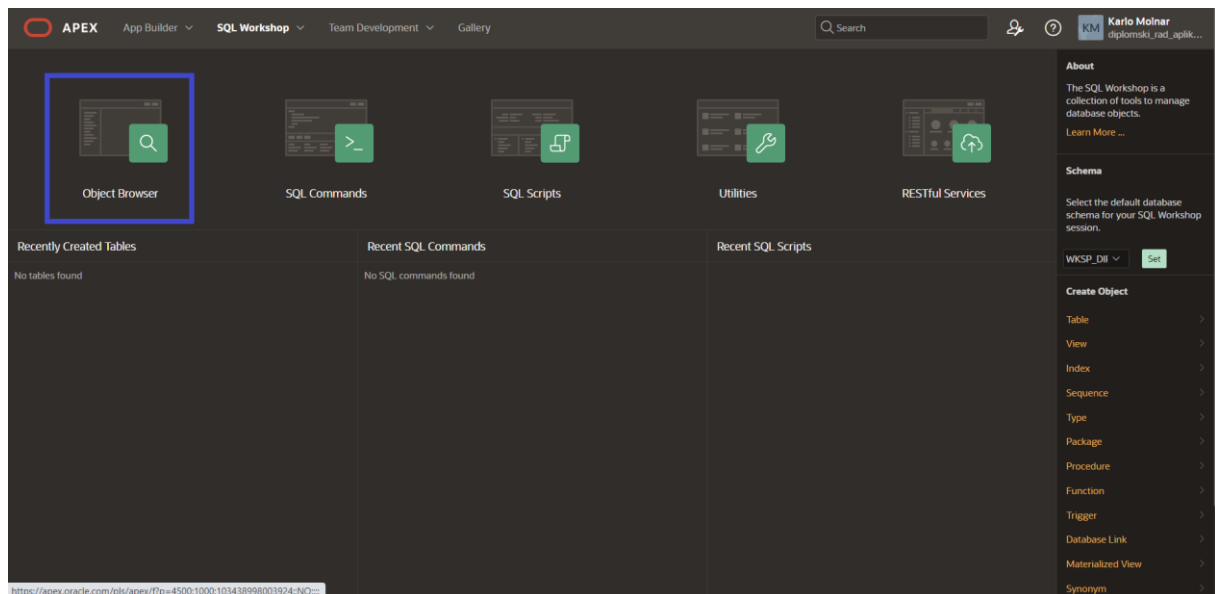 APEX App Builder SQL Workshop Team Development Gallery Search KM Karlo Molnar
diplomski_rad_aplik...
Object Browser SQL Commands SQL Scripts Utilities RESTful Services
Recently Created Tables Recent SQL Commands Recent SQL Scripts
No tables found No SQL commands found
About
The SQL Workshop is a
collection of tools to manage
database objects.
Learn More ...
Schema
Select the default database
schema for your SQL Workshop
session.
WKSP_DII Set
Create Object
Table
View
Index
Sequence
Type
Package
Procedure
Function
Trigger
Database Link
Materialized View
Synonym
https://apex.oracle.com/pls/apex/f?p=4500:1000:103438998003924::NO::::